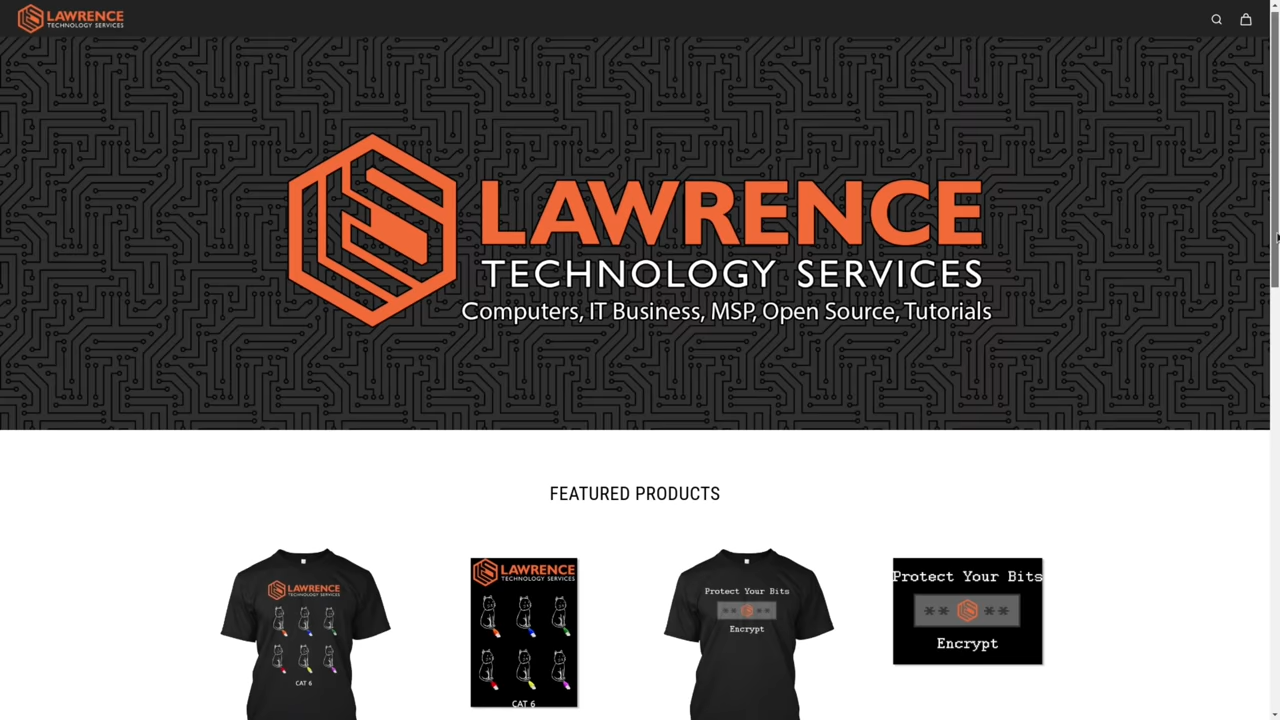 LAWRENCE
TECHNOLOGY SERVICES
LAWRENCE
TECHNOLOGY SERVICES
Computers, IT Business, MSP, Open Source, Tutorials
FEATURED PRODUCTS
LAWRENCE
TECHNOLOGY SERVICES
CAT 6
LAWRENCE
TECHNOLOGY SERVICES
CAT 6
Protect Your Bits
** **
Encrypt
Protect Your Bits
** **
Encrypt